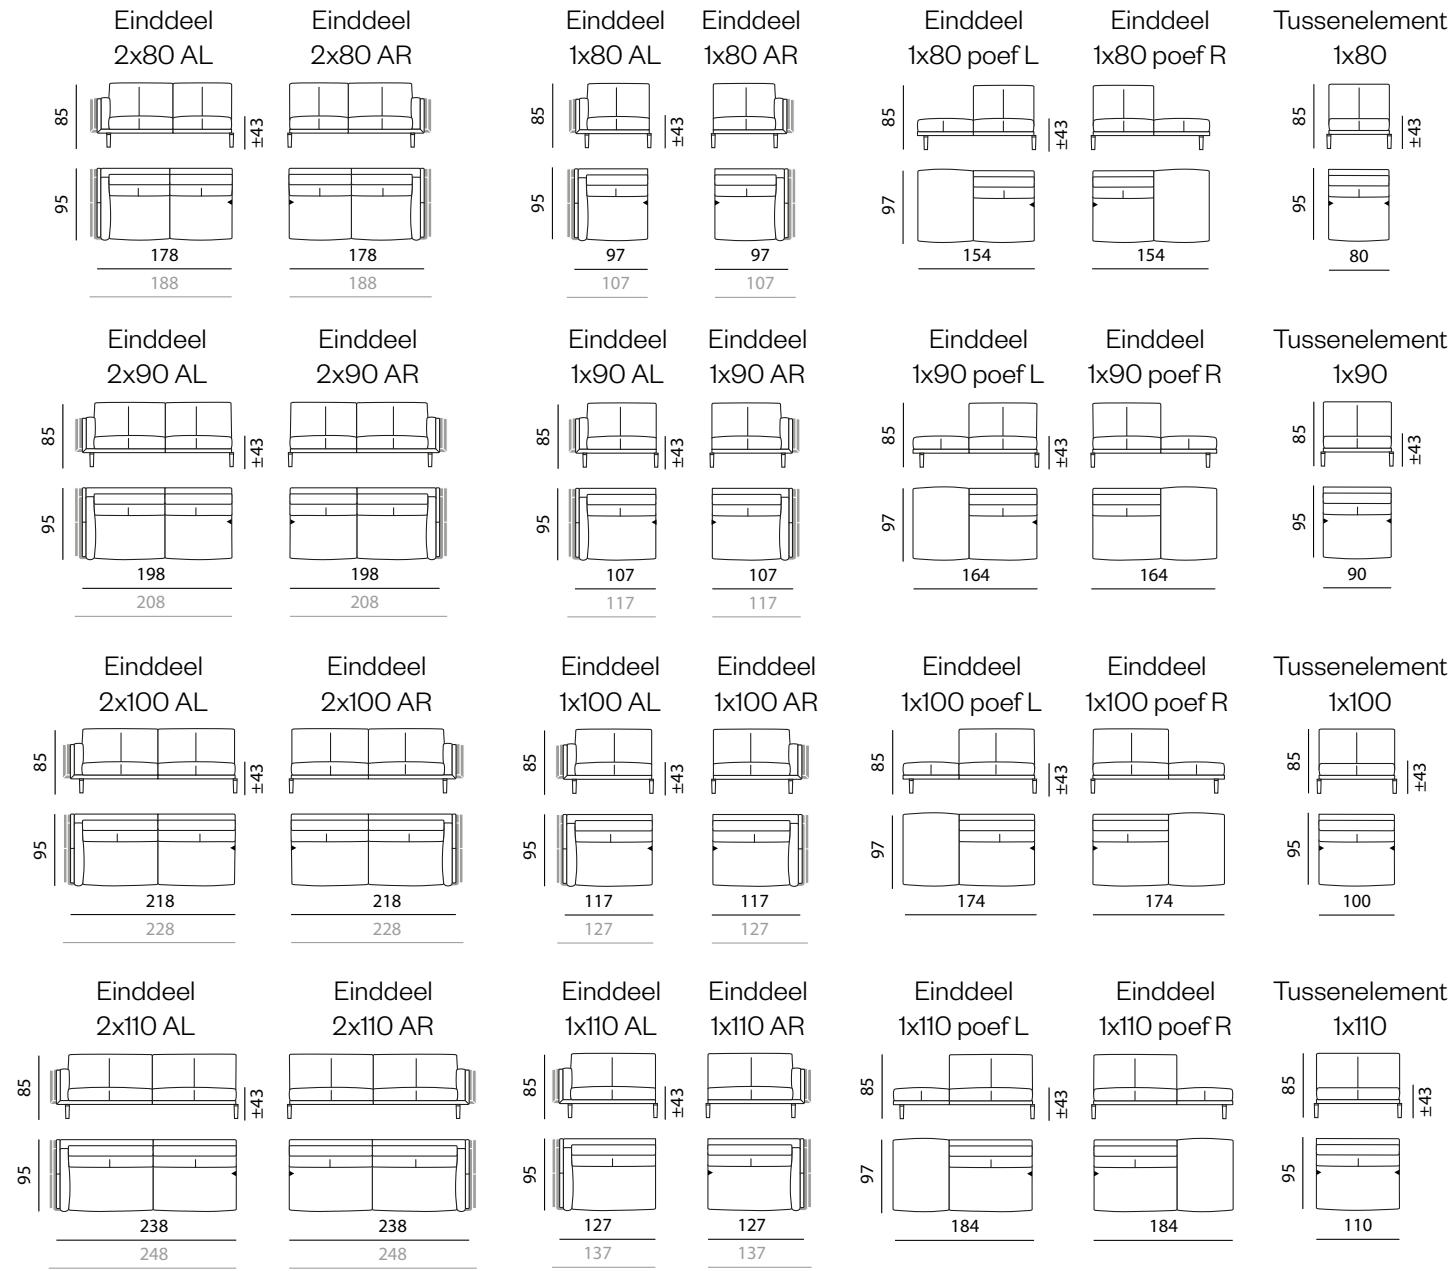 Einddeel
2x80 AL
Einddeel
2x80 AR
Einddeel
1x80 AL
Einddeel
1x80 AR
Einddeel
1x80 poef L
Einddeel
1x80 poef R
Tussenelement
1x80
85
±43
85
±43
85
±43
85
±43
95
95
97
95
178
178
97
97
154
154
80
188
188
107
107
Einddeel
2x90 AL
Einddeel
2x90 AR
Einddeel
1x90 AL
Einddeel
1x90 AR
Einddeel
1x90 poef L
Einddeel
1x90 poef R
Tussenelement
1x90
85
±43
85
±43
85
±43
85
±43
95
95
97
95
198
198
107
107
164
164
90
208
208
117
117
Einddeel
2x100 AL
Einddeel
2x100 AR
Einddeel
1x100 AL
Einddeel
1x100 AR
Einddeel
1x100 poef L
Einddeel
1x100 poef R
Tussenelement
1x100
85
±43
85
±43
85
±43
85
±43
95
95
97
95
218
218
117
117
174
174
100
228
228
127
127
Einddeel
2x110 AL
Einddeel
2x110 AR
Einddeel
1x110 AL
Einddeel
1x110 AR
Einddeel
1x110 poef L
Einddeel
1x110 poef R
Tussenelement
1x110
85
±43
85
±43
85
±43
85
±43
95
95
97
95
238
238
127
127
184
184
110
248
248
137
137